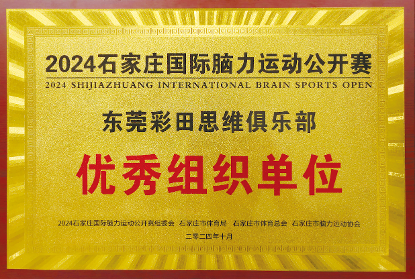 2024石家庄国际脑力运动公开赛
2024 SHIJIAZHUANG INTERNATIONAL BRAIN SPORTS OPEN
东莞彩田思维俱乐部
优秀组织单位
2024石家庄国际脑力运动公开赛组委会 石家庄市体育局 石家庄市体育总会 石家庄市脑力运动协会
二零二四年十月